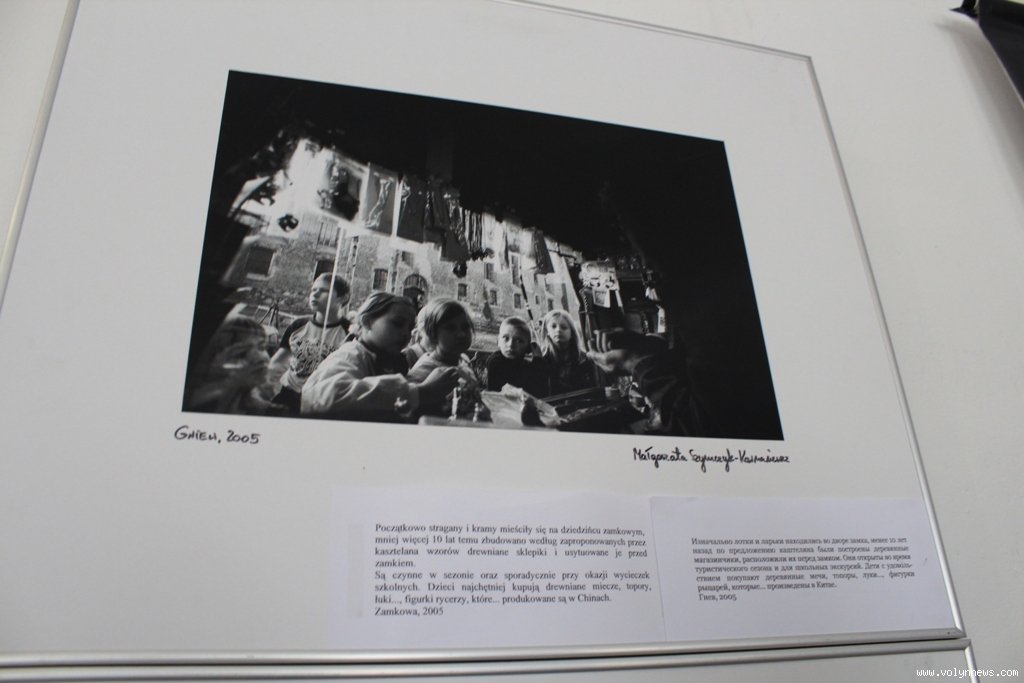 Gniew, 2005
Małgorzata Szymczyk-Karnasiewicz
Początkowo stragany i kramy mieściły się na dziedzińcu zamkowym,
mniej więcej 10 lat temu zbudowano według zaproponowanych przez
kasztelana wzorów drewniane sklepiki i usytuowane je przed
zamkiem.
Są czynne w sezonie oraz sporadycznie przy okazji wycieczek
szkolnych. Dzieci najchętniej kupują drewniane miecze, topory,
łuki..., figurki rycerzy, które... produkowane są w Chinach.
Zamkowa, 2005
Изначально лотки и ларьки находились во дворе замка, менее 10 лет
назад по предложению каштеляна были построены деревянные
магазинчики, расположили их перед замком. Они открыты во время
туристического сезона и для школьных экскурсий. Дети с удоволь-
ствием покупают деревянные мечи, топоры, луки..., фигурки
рыцарей, которые... произведены в Китае.
Гнев, 2005
www.volynnews.com